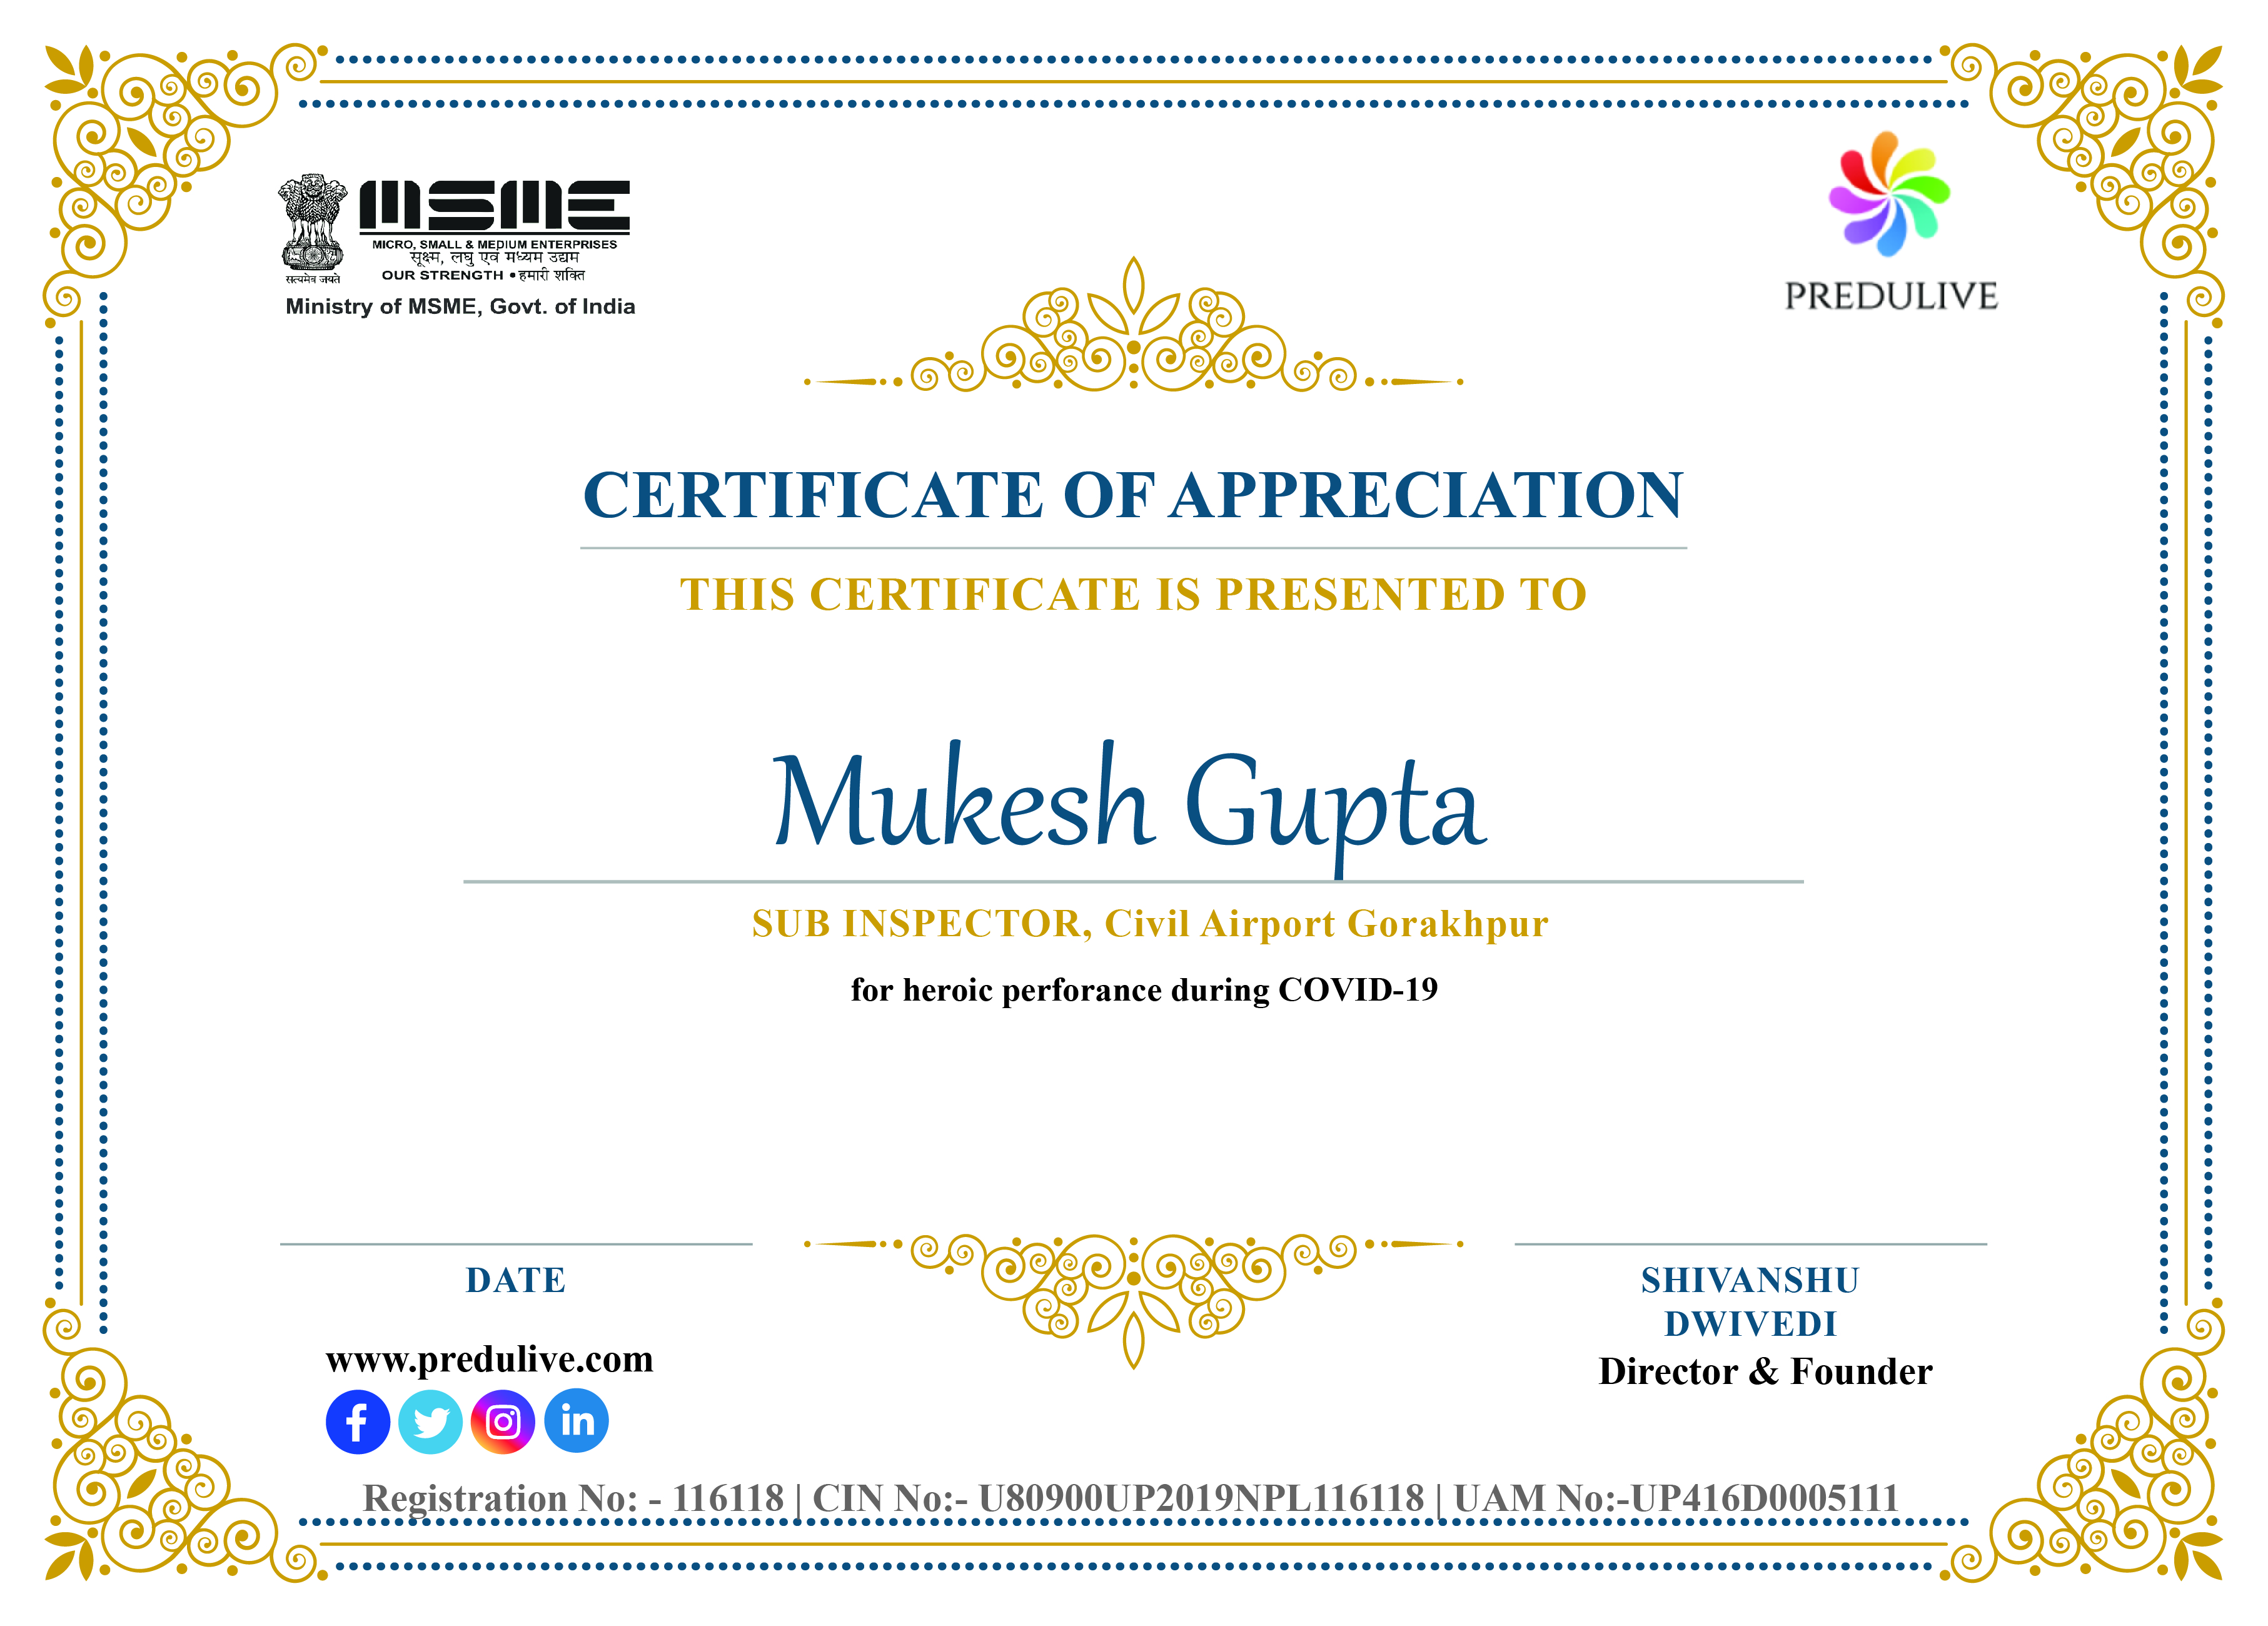 MSME
MICRO, SMALL & MEDIUM ENTERPRISES
सूक्ष्म, लघु एवं मध्यम उद्यम
सत्यमेव जयते
OUR STRENGTH • हमारी शक्ति
Ministry of MSME, Govt. of India
PREDULIVE
CERTIFICATE OF APPRECIATION
THIS CERTIFICATE IS PRESENTED TO
Mukesh Gupta
SUB INSPECTOR, Civil Airport Gorakhpur
for heroic perforance during COVID-19
DATE
SHIVANSHU
DWIVEDI
Director & Founder
www.predulive.com
Registration No: - 116118 | CIN No:- U80900UP2019NPL116118 | UAM No:-UP416D0005111